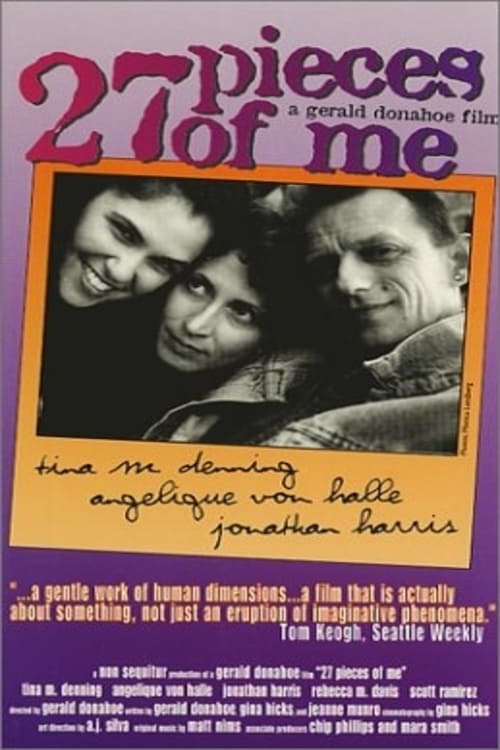 27 pieces
of me
a gerald donahoe film
Photo: Monica Lundberg
tina m denning
angelique von halle
jonathan harris
"...a gentle work of human dimensions...a film that is actually
about something, not just an eruption of imaginative phenomena."
Tom Keogh, Seattle Weekly
a non sequitur production of a gerald donahoe film "27 pieces of me"
tina m. denning angelique von halle jonathan harris rebecca m. davis scott ramirez
directed by gerald donahoe written by gerald donahoe gina hicks and jeanne munro cinematography by gina hicks
art direction by a.j. silva original music by matt nims associate producers chip phillips and mara smith